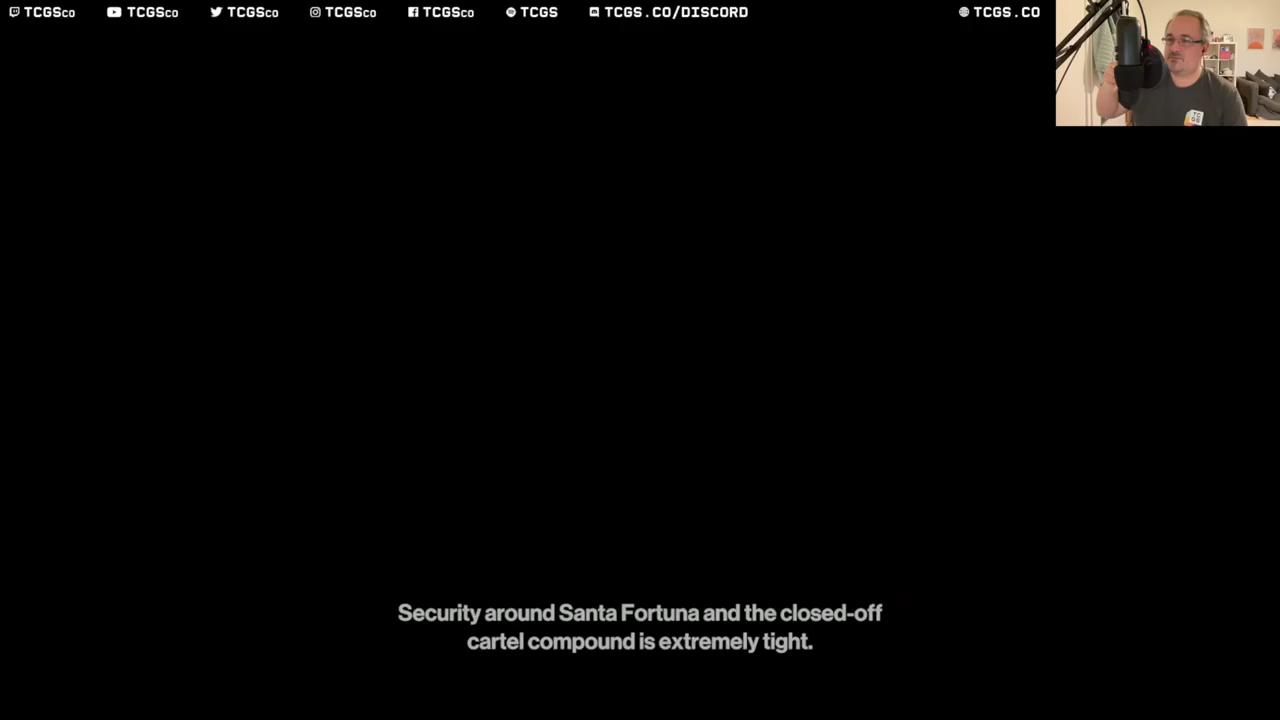 TCGSco TCGSco TCGSco TCGSco TCGSco TCGS TCGS.CO/DISCORD TCGS.CO
TCGS
Security around Santa Fortuna and the closed-off
cartel compound is extremely tight.